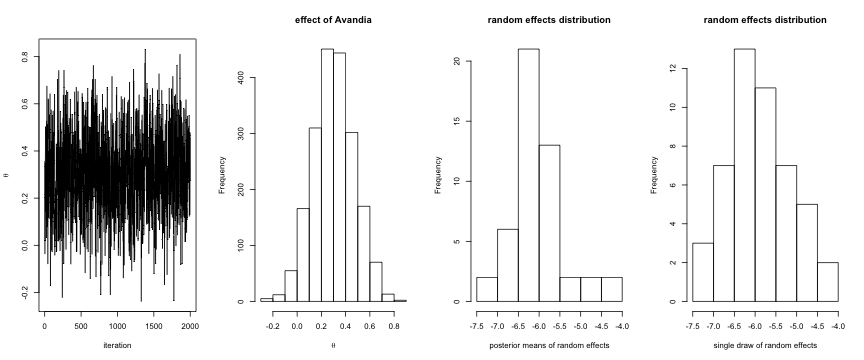 effect of Avandia
random effects distribution
random effects distribution
θ
-0.2 0.0 0.2 0.4 0.6 0.8
0 500 1000 1500 2000
iteration
Frequency
0 100 200 300 400
-0.2 0.0 0.2 0.4 0.6 0.8
θ
Frequency
0 5 10 15 20
-7.5 -7.0 -6.5 -6.0 -5.5 -5.0 -4.5 -4.0
posterior means of random effects
Frequency
0 2 4 6 8 10 12
-7.5 -7.0 -6.5 -6.0 -5.5 -5.0 -4.5 -4.0
single draw of random effects